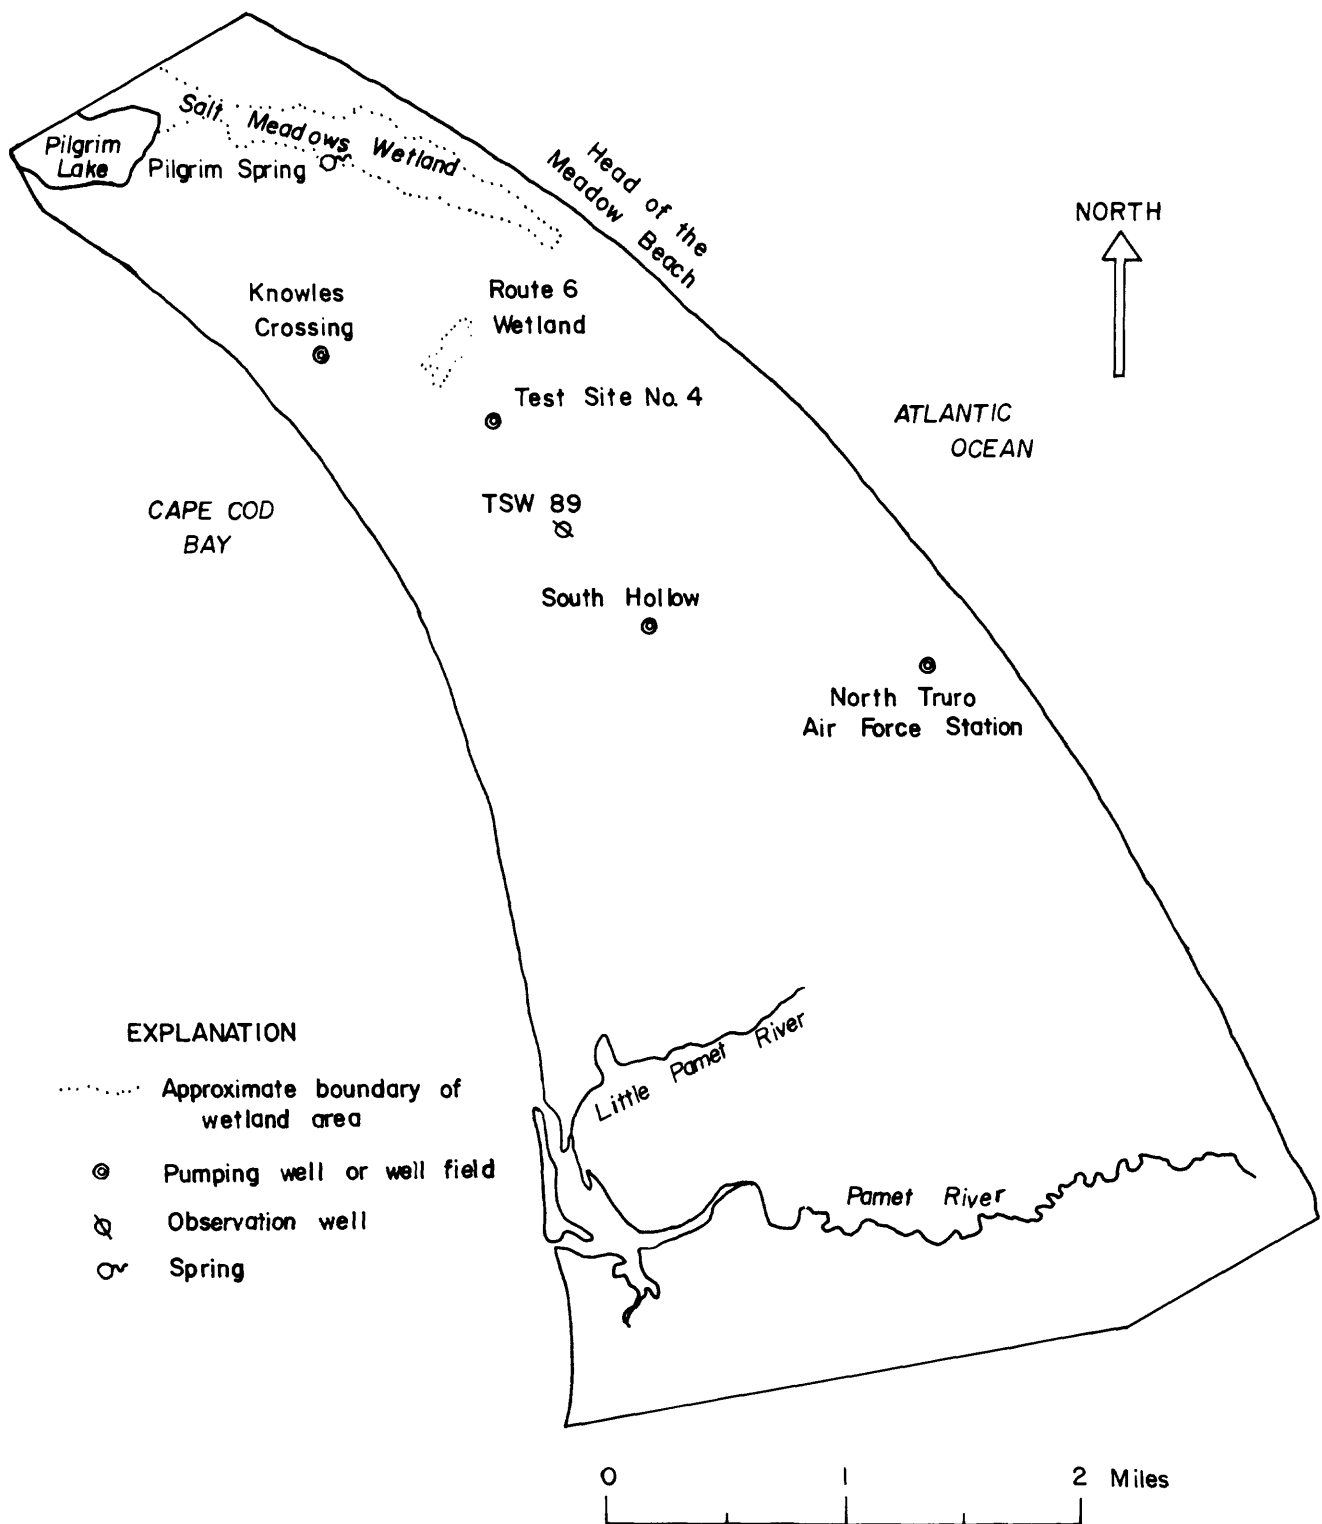 Salt Meadows Wetland
Pilgrim
Lake
Pilgrim Spring
Head of the
Meadow Beach
NORTH
Knowles
Crossing
Route 6
Wetland
Test Site No. 4
ATLANTIC
OCEAN
TSW 89
CAPE COD
BAY
South Hollow
North Truro
Air Force Station
Little Pamet River
Pamet River
EXPLANATION
Approximate boundary of
wetland area
Pumping well or well field
Observation well
Spring
0 1 2 Miles